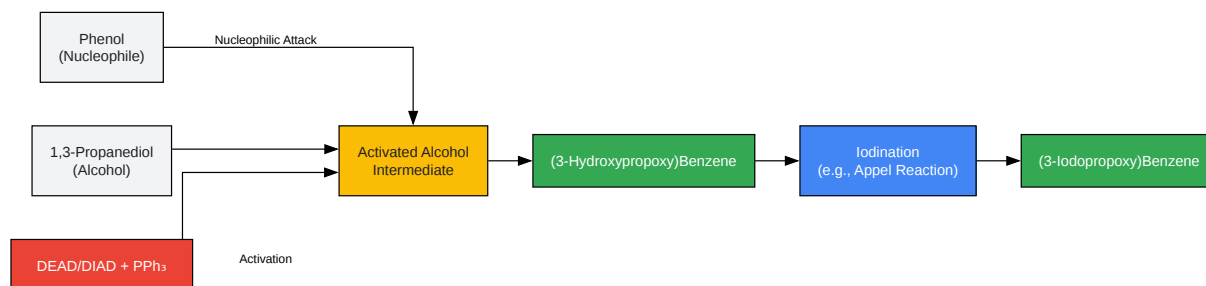 Phenol
(Nucleophile)
Nucleophilic Attack
1,3-Propanediol
(Alcohol)
Activated Alcohol
Intermediate
(3-Hydroxypropoxy)Benzene
Iodination
(e.g., Appel Reaction)
(3-Iodopropoxy)Benzene
DEAD/DIAD + PPh₃
Activation